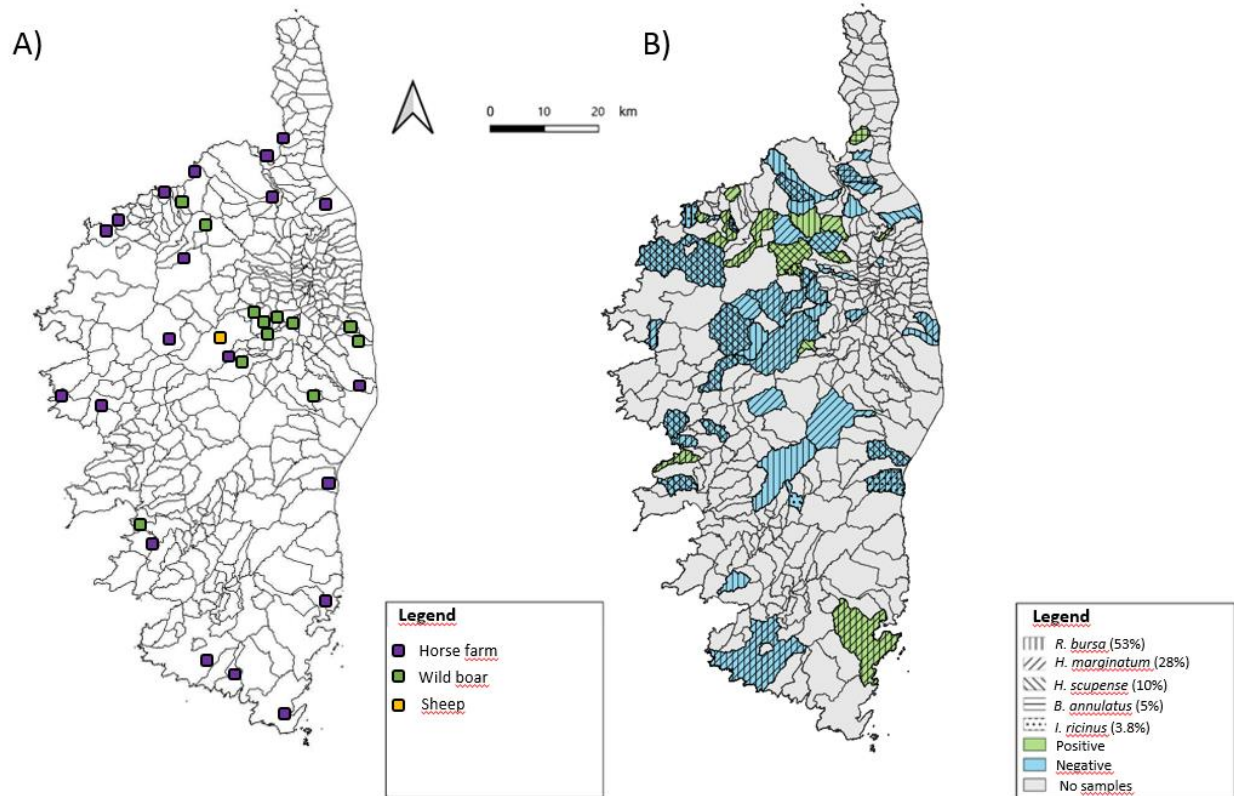 A)
B)
0 10 20 km
Legend
Horse farm
Wild boar
Sheep
Legend
R. bursa (53%)
H. marginatum (28%)
H. scupense (10%)
B. annulatus (5%)
I. ricinus (3.8%)
Positive
Negative
No samples